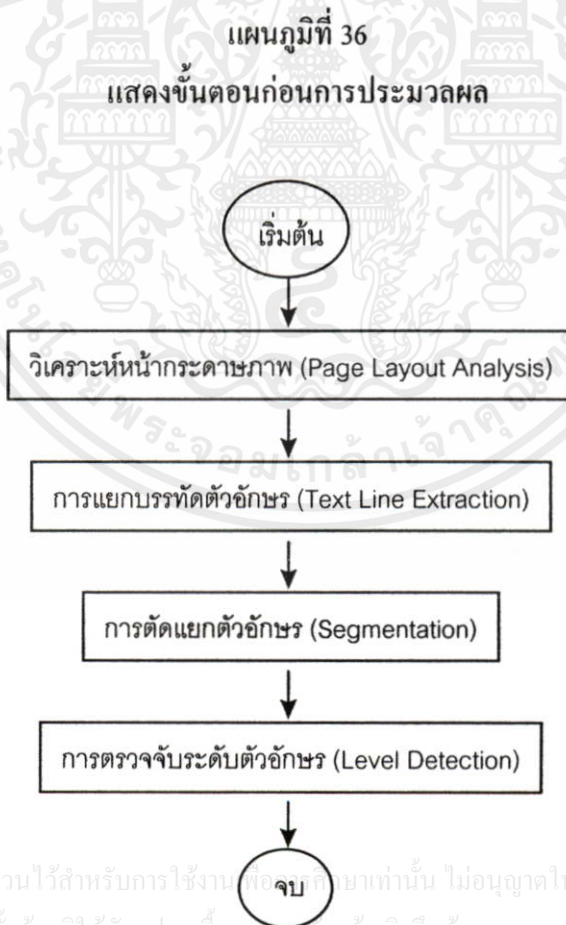 แผนภูมิที่ 36
แสดงขั้นตอนก่อนการประมวลผล
เริ่มต้น
วิเคราะห์หน้ากระดาษภาพ (Page Layout Analysis)
การแยกบรรทัดตัวอักษร (Text Line Extraction)
การตัดแยกตัวอักษร (Segmentation)
การตรวจจับระดับตัวอักษร (Level Detection)
จบ